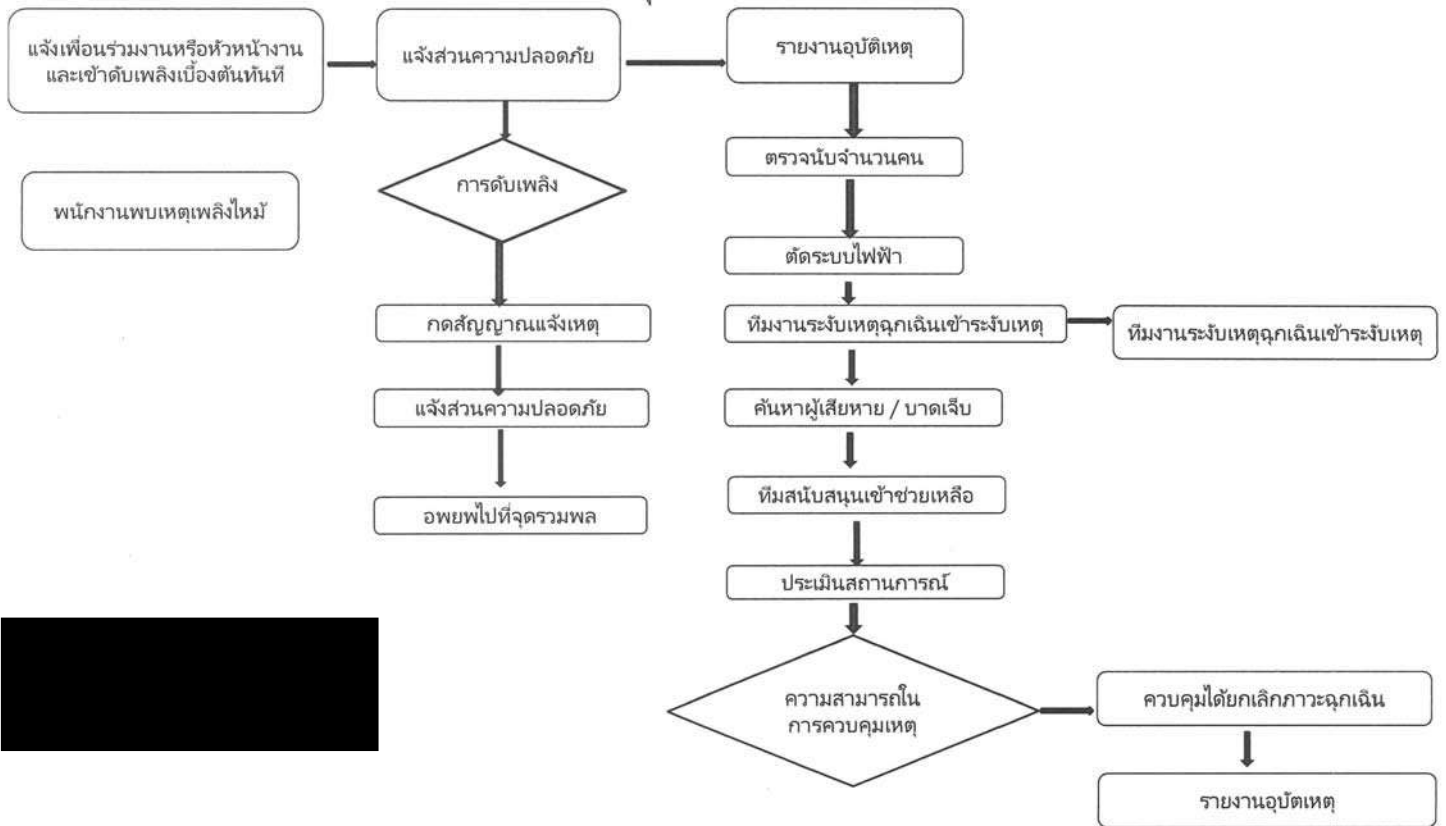 แจ้งเพื่อนร่วมงานหรือหัวหน้างาน
และเข้าดับเพลิงเบื้องต้นทันที
แจ้งส่วนความปลอดภัย
รายงานอุบัติเหตุ
การดับเพลิง
ตรวจนับจำนวนคน
พนักงานพบเหตุเพลิงไหม้
ตัดระบบไฟฟ้า
กดสัญญาณแจ้งเหตุ
ทีมงานระงับเหตุฉุกเฉินเข้าระงับเหตุ
ทีมงานระงับเหตุฉุกเฉินเข้าระงับเหตุ
แจ้งส่วนความปลอดภัย
ค้นหาผู้เสียหาย / บาดเจ็บ
ทีมสนับสนุนเข้าช่วยเหลือ
อพยพไปที่จุดรวมพล
ประเมินสถานการณ์
ความสามารถใน
การควบคุมเหตุ
ควบคุมได้ยกเลิกภาวะฉุกเฉิน
รายงานอุบัตเหตุ